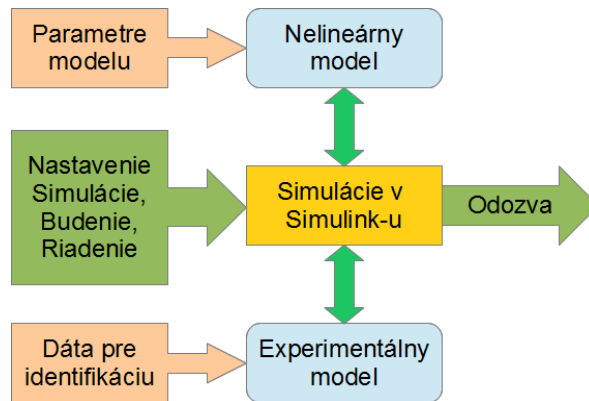 Parametre
modelu
Nelineárny
model
Nastavenie
Simulácie,
Budenie,
Riadenie
Simulácie v
Simulink-u
Odozva
Dáta pre
identifikáciu
Experimentálny
model